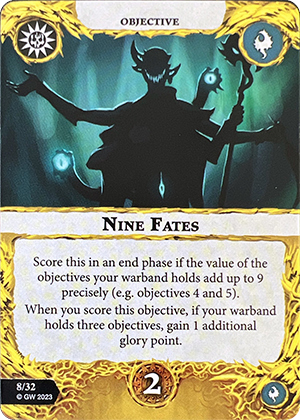 OBJECTIVE
NINE FATES
Score this in an end phase if the value of the
objectives your warband holds add up to 9
precisely (e.g. objectives 4 and 5).
When you score this objective, if your warband
holds three objectives, gain 1 additional
glory point.
8/32
© GW 2023
2